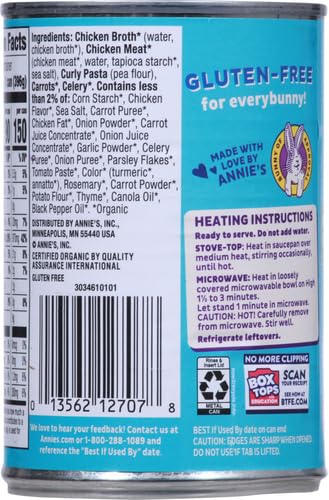 n Facts
can (396g)
150
Ingredients: Chicken Broth* (water,
chicken broth*), Chicken Meat*
(chicken meat*, water, tapioca starch*,
sea salt), Curly Pasta (pea flour),
Carrots*, Celery*. Contains less
than 2% of: Corn Starch*, Chicken
Flavor*, Sea Salt, Carrot Puree*,
Chicken Fat*, Onion Powder*, Carrot
Juice Concentrate*, Onion Juice
Concentrate*, Garlic Powder*, Celery
Puree*, Onion Puree*, Parsley Flakes*,
Tomato Paste*, Color* (turmeric*,
annatto*), Rosemary*, Carrot Powder*,
Potato Flour*, Thyme*, Canola Oil*,
Black Pepper Oil*. *Organic
DISTRIBUTED BY ANNIE'S, INC.,
MINNEAPOLIS, MN 55440 USA
© ANNIE'S, INC.
CERTIFIED ORGANIC BY QUALITY
ASSURANCE INTERNATIONAL
GLUTEN FREE
3034610101
0 13562 12707 8
We love to hear your feedback! Contact us at
Annies.com or 1-800-288-1089 and
reference the "Best If Used By" date.
GLUTEN-FREE
for everybunny!
MADE WITH
LOVE BY
ANNIE'S
BUNNY OF
APPROVAL
HEATING INSTRUCTIONS
Ready to serve. Do not add water.
STOVE-TOP: Heat in saucepan over
medium heat, stirring occasionally,
until hot.
MICROWAVE: Heat in loosely
covered microwavable bowl on High
1½ to 3 minutes.
Let stand 1 minute in microwave.
CAUTION: HOT! Carefully remove
from microwave. Stir well.
Refrigerate leftovers.
Rinse &
Insert Lid
METAL
CAN
NO MORE CLIPPING
BOX
TOPS
FOR EDUCATION
SCAN
YOUR RECEIPT
SEE HOW AT
BTFE.COM
BEST If Used By date on can end
CAUTION: EDGES ARE SHARP WHEN OPENED.
DO NOT USE IF TAB IS LIFTED.